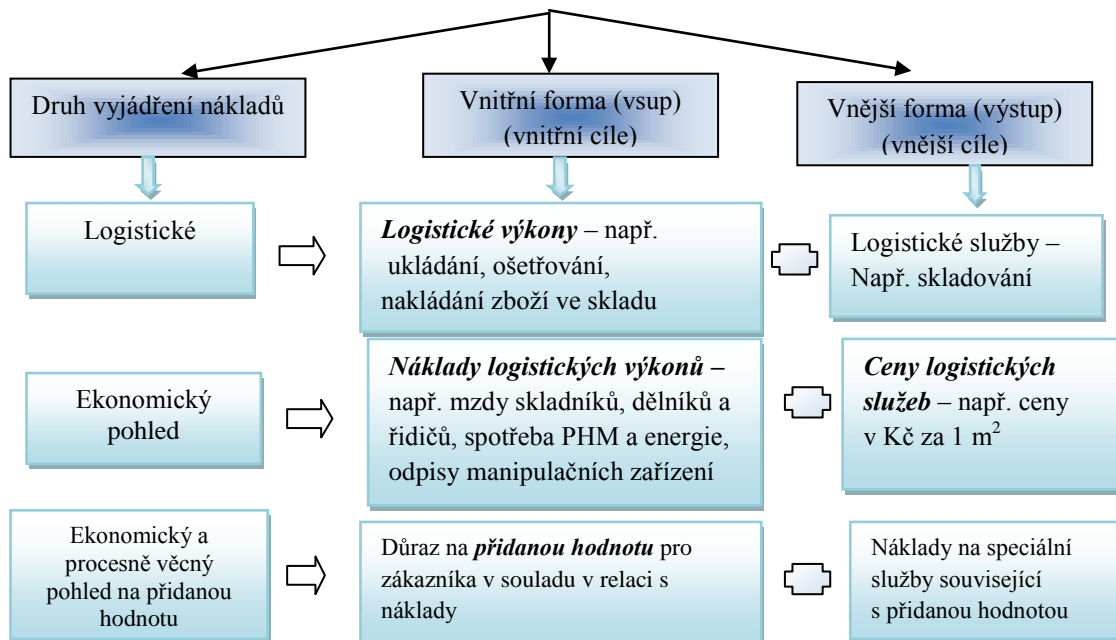 Druh vyjádření nákladů
Vnitřní forma (vsup)
(vnitřní cíle)
Vnější forma (výstup)
(vnější cíle)
Logistické
Logistické výkony – např.
ukládání, ošetřování,
nakládání zboží ve skladu
Logistické služby –
Např. skladování
Ekonomický
pohled
Náklady logistických výkonů –
např. mzdy skladníků, dělníků a
řidičů, spotřeba PHM a energie,
odpisy manipulačních zařízení
Ceny logistických
služeb – např. ceny
v Kč za 1 m²
Ekonomický a
procesně věcný
pohled na přidanou
hodnotu
Důraz na přidanou hodnotu pro
zákazníka v souladu v relaci s
náklady
Náklady na speciální
služby související
s přidanou hodnotou